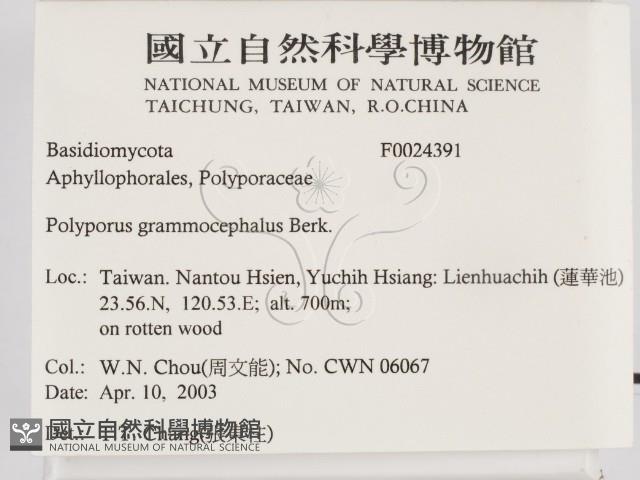 國立自然科學博物館
NATIONAL MUSEUM OF NATURAL SCIENCE
TAICHUNG, TAIWAN, R.O.CHINA
Basidiomycota F0024391
Aphyllophorales, Polyporaceae
Polyporus grammocephalus Berk.
Loc.: Taiwan. Nantou Hsien, Yuchih Hsiang: Lienhuachih (蓮華池)
23.56.N, 120.53.E; alt. 700m;
on rotten wood
Col.: W.N. Chou(周文能); No. CWN 06067
Date: Apr. 10, 2003
Det.: Chang
國立自然科學博物館
NATIONAL MUSEUM OF NATURAL SCIENCE